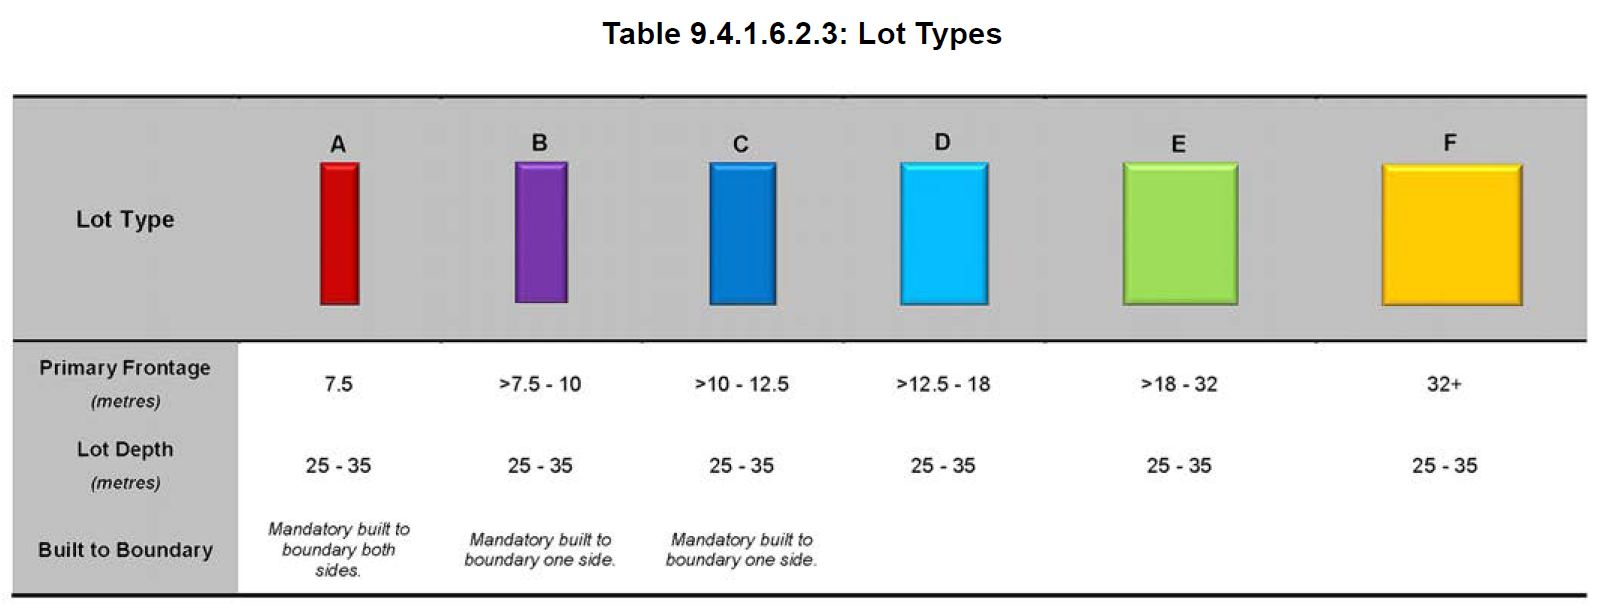 Table 9.4.1.6.2.3: Lot Types
Lot Type
A
B
C
D
E
F
Primary Frontage
(metres)
7.5
>7.5 - 10
>10 - 12.5
>12.5 - 18
>18 - 32
32+
Lot Depth
(metres)
25 - 35
25 - 35
25 - 35
25 - 35
25 - 35
25 - 35
Built to Boundary
Mandatory built to
boundary both
sides.
Mandatory built to
boundary one side.
Mandatory built to
boundary one side.